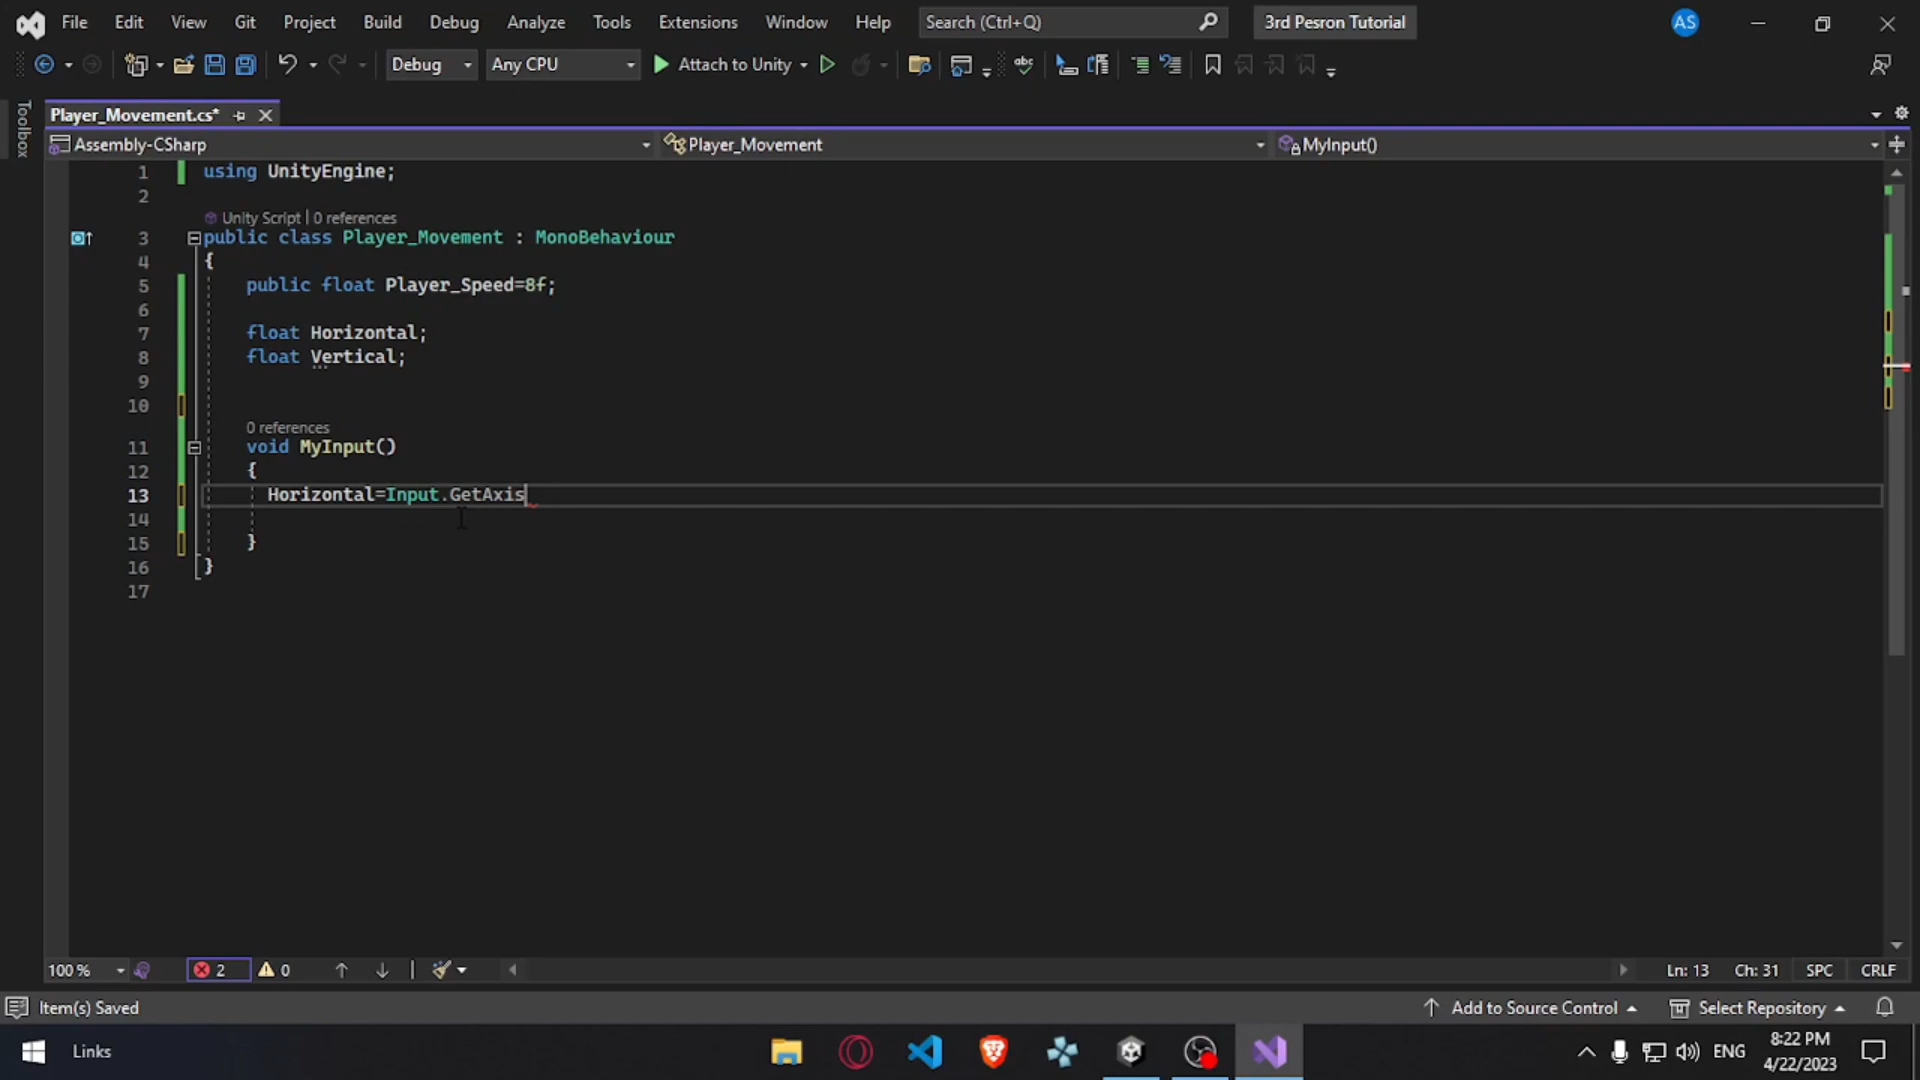 File Edit View Git Project Build Debug Test Analyze Tools Extensions Window Help Search (Ctrl+Q) 3rd Pesron Tutorial AS
Debug Any CPU Attach to Unity abc
Toolbox
Player_Movement.cs*
Assembly-CSharp Player_Movement MyInput()
1 using UnityEngine;
2
Unity Script | 0 references
3 public class Player_Movement : MonoBehaviour
4 {
5 public float Player_Speed=8f;
6
7 float Horizontal;
8 float Vertical;
9
10
0 references
11 void MyInput()
12 {
13 Horizontal=Input.GetAxis
14
15 }
16 }
17
100 % 2 0 Ln: 13 Ch: 31 SPC CRLF
Item(s) Saved Add to Source Control Select Repository
Links ENG 8:22 PM
4/22/2023